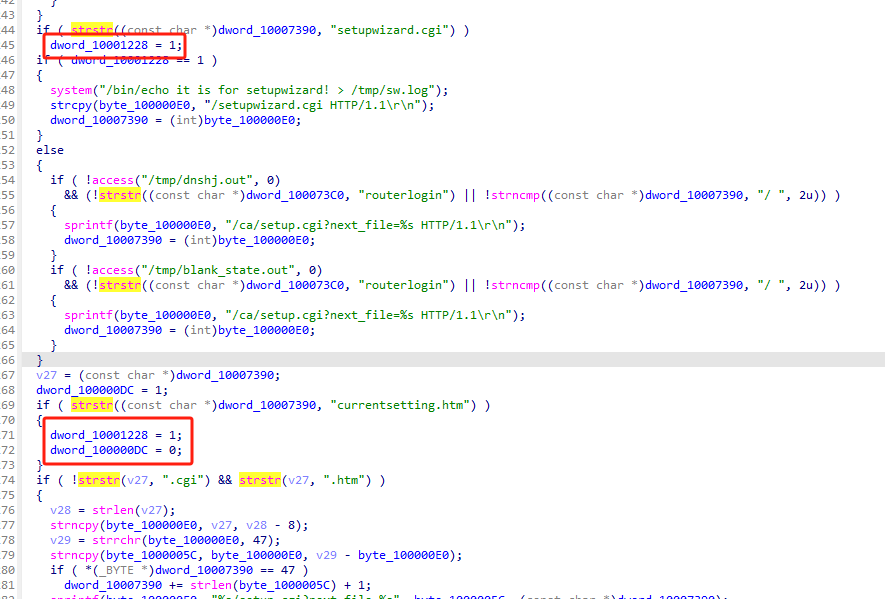 42 }
43 }
44 if ( strstr((const char *)dword_10007390, "setupwizard.cgi") )
45 dword_10001228 = 1;
46 if ( dword_10001228 == 1 )
47 {
48 system("/bin/echo it is for setupwizard! > /tmp/sw.log");
49 strcpy(byte_100000E0, "/setupwizard.cgi HTTP/1.1\r\n");
50 dword_10007390 = (int)byte_100000E0;
51 }
52 else
53 {
54 if ( !access("/tmp/dnshj.out", 0)
55 && (!strstr((const char *)dword_100073C0, "routerlogin") || !strncmp((const char *)dword_10007390, "/ ", 2u)) )
56 {
57 sprintf(byte_100000E0, "/ca/setup.cgi?next_file=%s HTTP/1.1\r\n");
58 dword_10007390 = (int)byte_100000E0;
59 }
60 if ( !access("/tmp/blank_state.out", 0)
61 && (!strstr((const char *)dword_100073C0, "routerlogin") || !strncmp((const char *)dword_10007390, "/ ", 2u)) )
62 {
63 sprintf(byte_100000E0, "/ca/setup.cgi?next_file=%s HTTP/1.1\r\n");
64 dword_10007390 = (int)byte_100000E0;
65 }
66 }
67 v27 = (const char *)dword_10007390;
68 dword_100000DC = 1;
69 if ( strstr((const char *)dword_10007390, "currentsetting.htm") )
70 {
71 dword_10001228 = 1;
72 dword_100000DC = 0;
73 }
74 if ( !strstr(v27, ".cgi") && strstr(v27, ".htm") )
75 {
76 v28 = strlen(v27);
77 strncpy(byte_100000E0, v27, v28 - 8);
78 v29 = strrchr(byte_100000E0, 47);
79 strncpy(byte_1000005C, byte_100000E0, v29 - byte_100000E0);
80 if ( *(_BYTE *)dword_10007390 == 47 )
81 dword_10007390 += strlen(byte_1000005C) + 1;